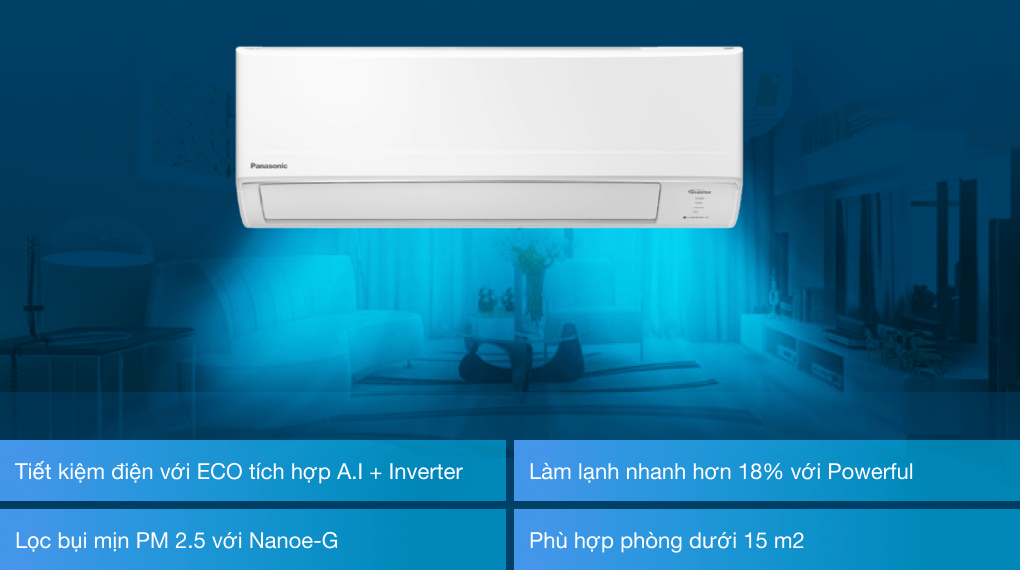 Panasonic
INVERTER
Tiết kiệm điện với ECO tích hợp A.I + Inverter
Làm lạnh nhanh hơn 18% với Powerful
Lọc bụi mịn PM 2.5 với Nanoe-G
Phù hợp phòng dưới 15 m2